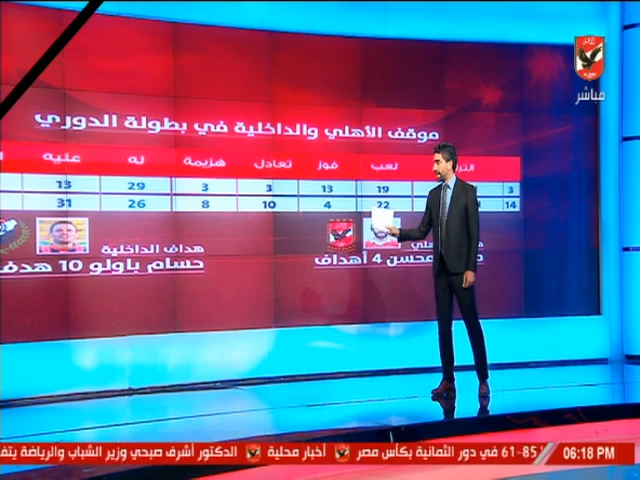 مباشر
موقف الأهلي والداخلية في بطولة الدوري
لعب فوز تعادل هزيمة له عليه
3 19 13 3 3 29 13
14 22 4 10 8 26 31
هداف الداخلية
محسن 4 أهداف
حسام باولو 10 هدف
61-85 في دور الثمانية بكأس مصر أخبار محلية الدكتور أشرف صبحي وزير الشباب والرياضة يتف
06:18 PM